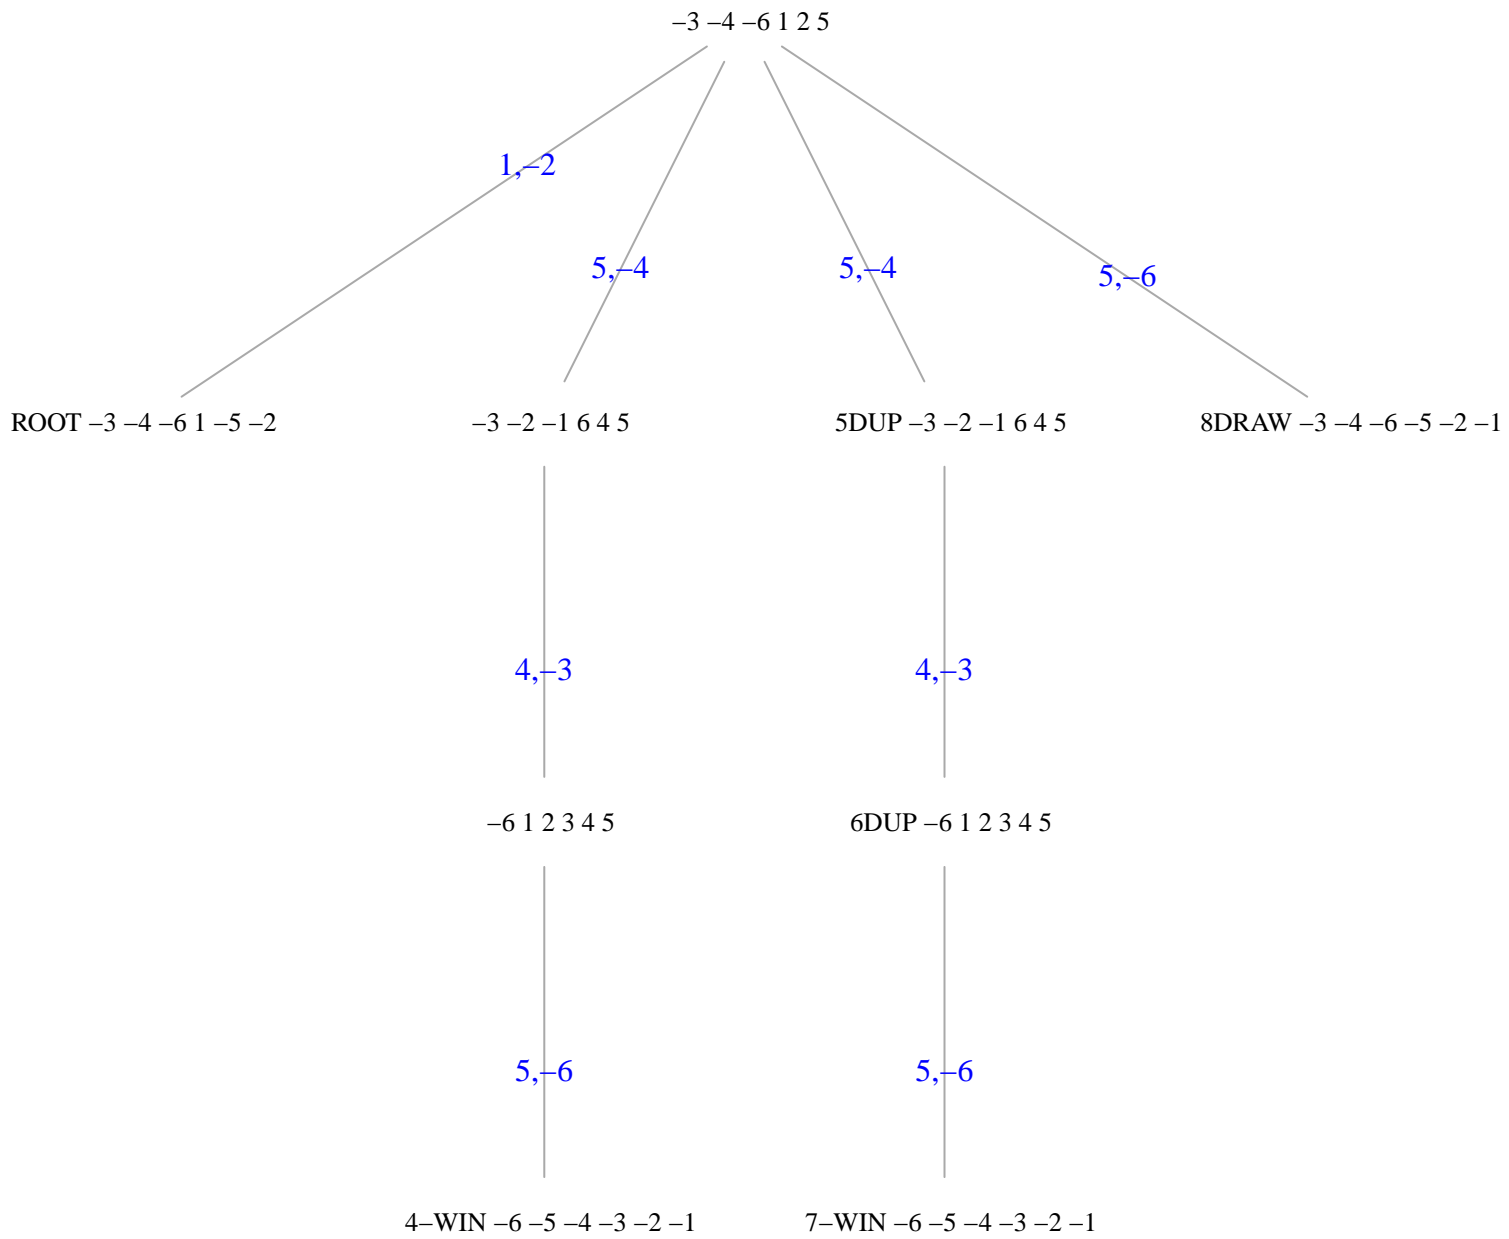 –3 –4 –6 1 2 5
1,–2
5,–4
5,–4
5,–6
ROOT –3 –4 –6 1 –5 –2
–3 –2 –1 6 4 5
5DUP –3 –2 –1 6 4 5
8DRAW –3 –4 –6 –5 –2 –1
4,–3
4,–3
–6 1 2 3 4 5
6DUP –6 1 2 3 4 5
5,–6
5,–6
4–WIN –6 –5 –4 –3 –2 –1
7–WIN –6 –5 –4 –3 –2 –1